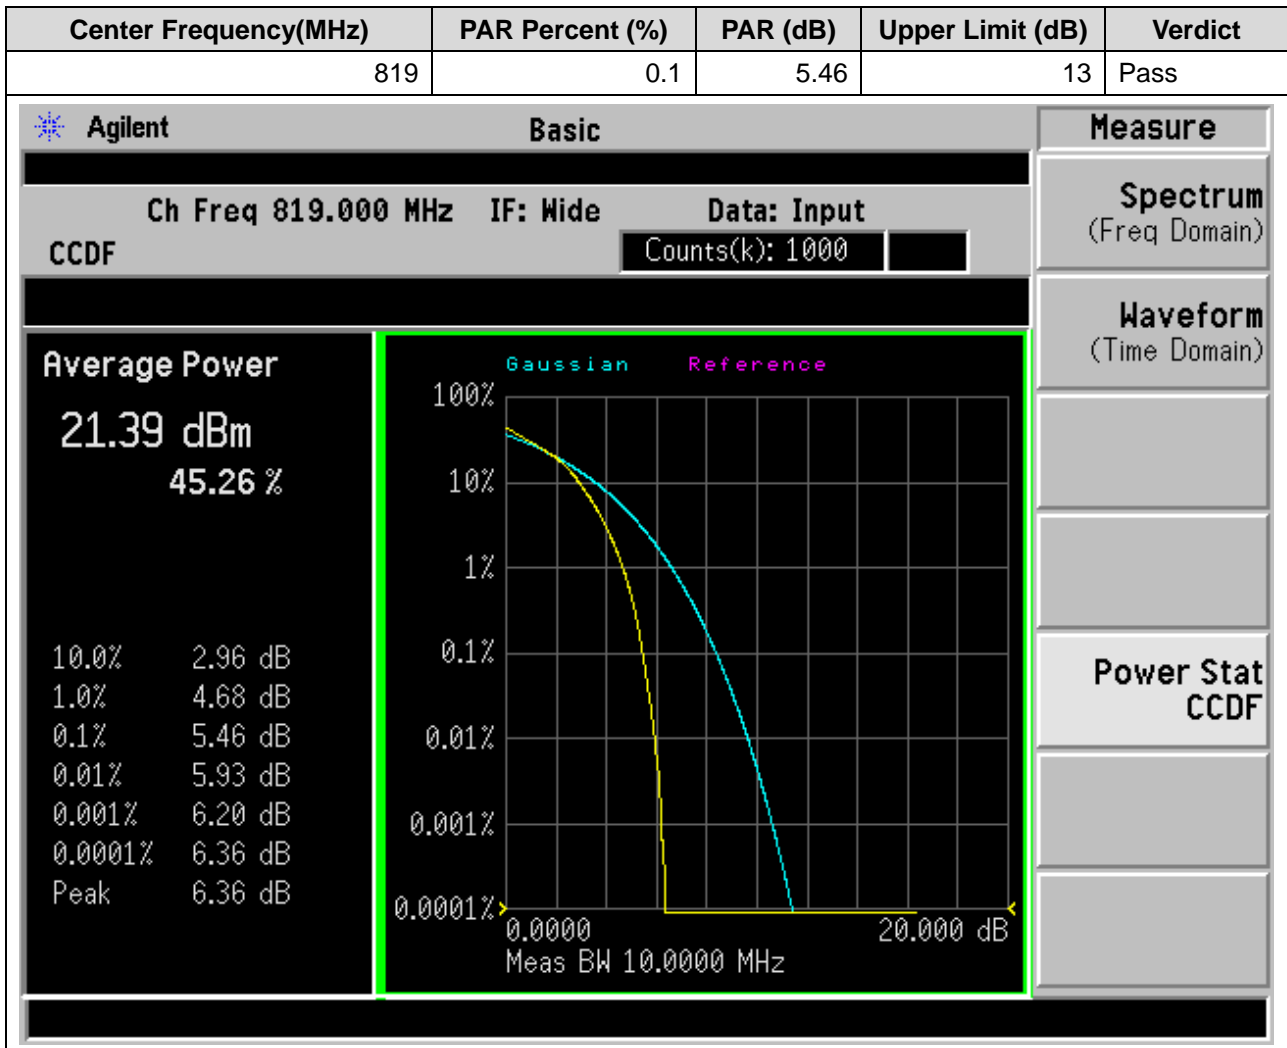 Center Frequency(MHz) PAR Percent (%) PAR (dB) Upper Limit (dB) Verdict
819 0.1 5.46 13 Pass
Agilent Basic Measure
Ch Freq 819.000 MHz IF: Wide Data: Input
CCDF Counts(k): 1000
Spectrum
(Freq Domain)
Waveform
(Time Domain)
Power Stat
CCDF
Average Power
21.39 dBm
45.26 %
10.0% 2.96 dB
1.0% 4.68 dB
0.1% 5.46 dB
0.01% 5.93 dB
0.001% 6.20 dB
0.0001% 6.36 dB
Peak 6.36 dB
Gaussian Reference
100%
10%
1%
0.1%
0.01%
0.001%
0.0001%
0.0000 20.000 dB
Meas BW 10.0000 MHz